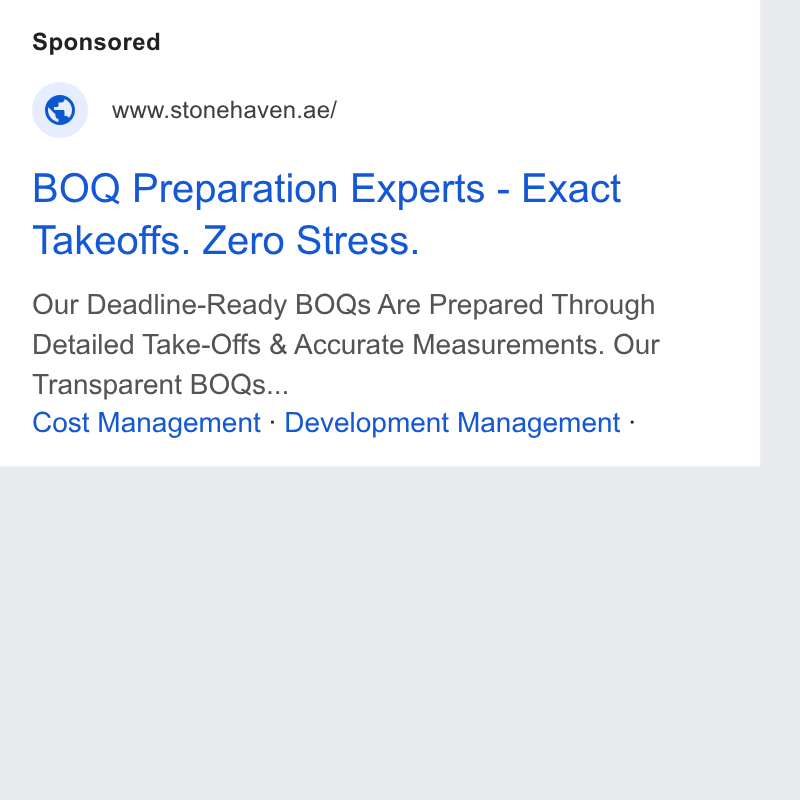 Sponsored
www.stonehaven.ae/
BOQ Preparation Experts - Exact
Takeoffs. Zero Stress.
Our Deadline-Ready BOQs Are Prepared Through
Detailed Take-Offs & Accurate Measurements. Our
Transparent BOQs...
Cost Management · Development Management ·